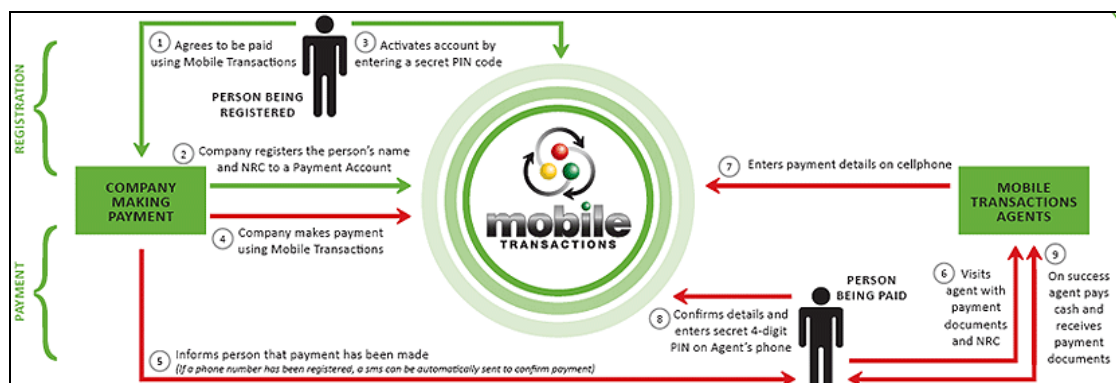 REGISTRATION
1 Agrees to be paid
using Mobile Transactions
3 Activates account by
entering a secret PIN code
PERSON BEING
REGISTERED
2 Company registers the person's name
and NRC to a Payment Account
COMPANY
MAKING
PAYMENT
4 Company makes payment
using Mobile Transactions
mobile
TRANSACTIONS
7 Enters payment details on cellphone
MOBILE
TRANSACTIONS
AGENTS
PAYMENT
PERSON
BEING PAID
8 Confirms details and
enters secret 4-digit
PIN on Agent's phone
6 Visits
agent with
payment
documents
and NRC
9
On success
agent pays
cash and
receives
payment
documents
5 Informs person that payment has been made
(If a phone number has been registered, a sms can be automatically sent to confirm payment)